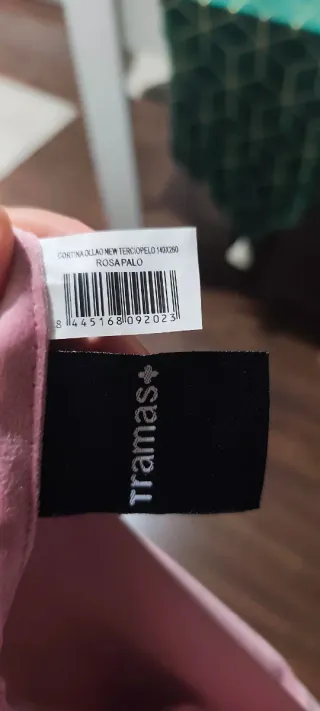 CORTINA OLLAO NEW TERCIOPELO 140X260
ROSA PALO
8 445168 092023
Tramas+